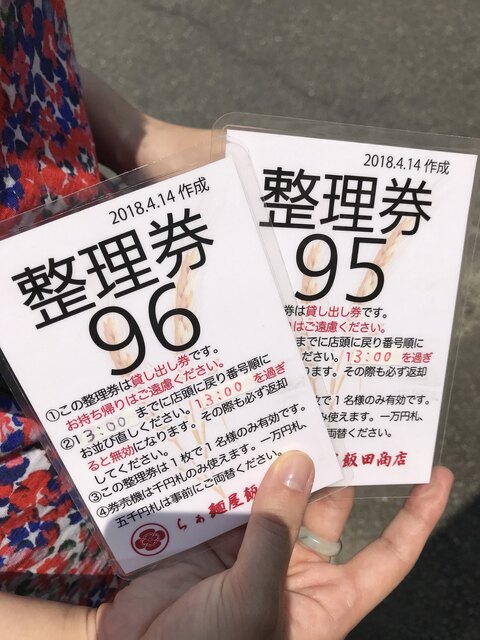 2018.4.14 作成
整理券
96
①この整理券は貸し出し券です。
お持ち帰りはご遠慮ください。
②13:00 までに店頭に戻り番号順に
お並び直しください。13:00 を過ぎ
ると無効になります。その際も必ず返却
してください。
③この整理券は1枚で1名様のみ有効です。
④券売機は千円札のみ使えます。一万円札、
五千円札は事前にご両替ください。
らぁ麺屋飯
2018.4.14 作成
整理券
95
券は貸し出し券です。
はご遠慮ください。
までに店頭に戻り番号順に
ださい。13:00 を過ぎ
ます。その際も必ず返却
枚で1名様のみ有効です。
み使えます。一万円札、
両替ください。
飯田商店